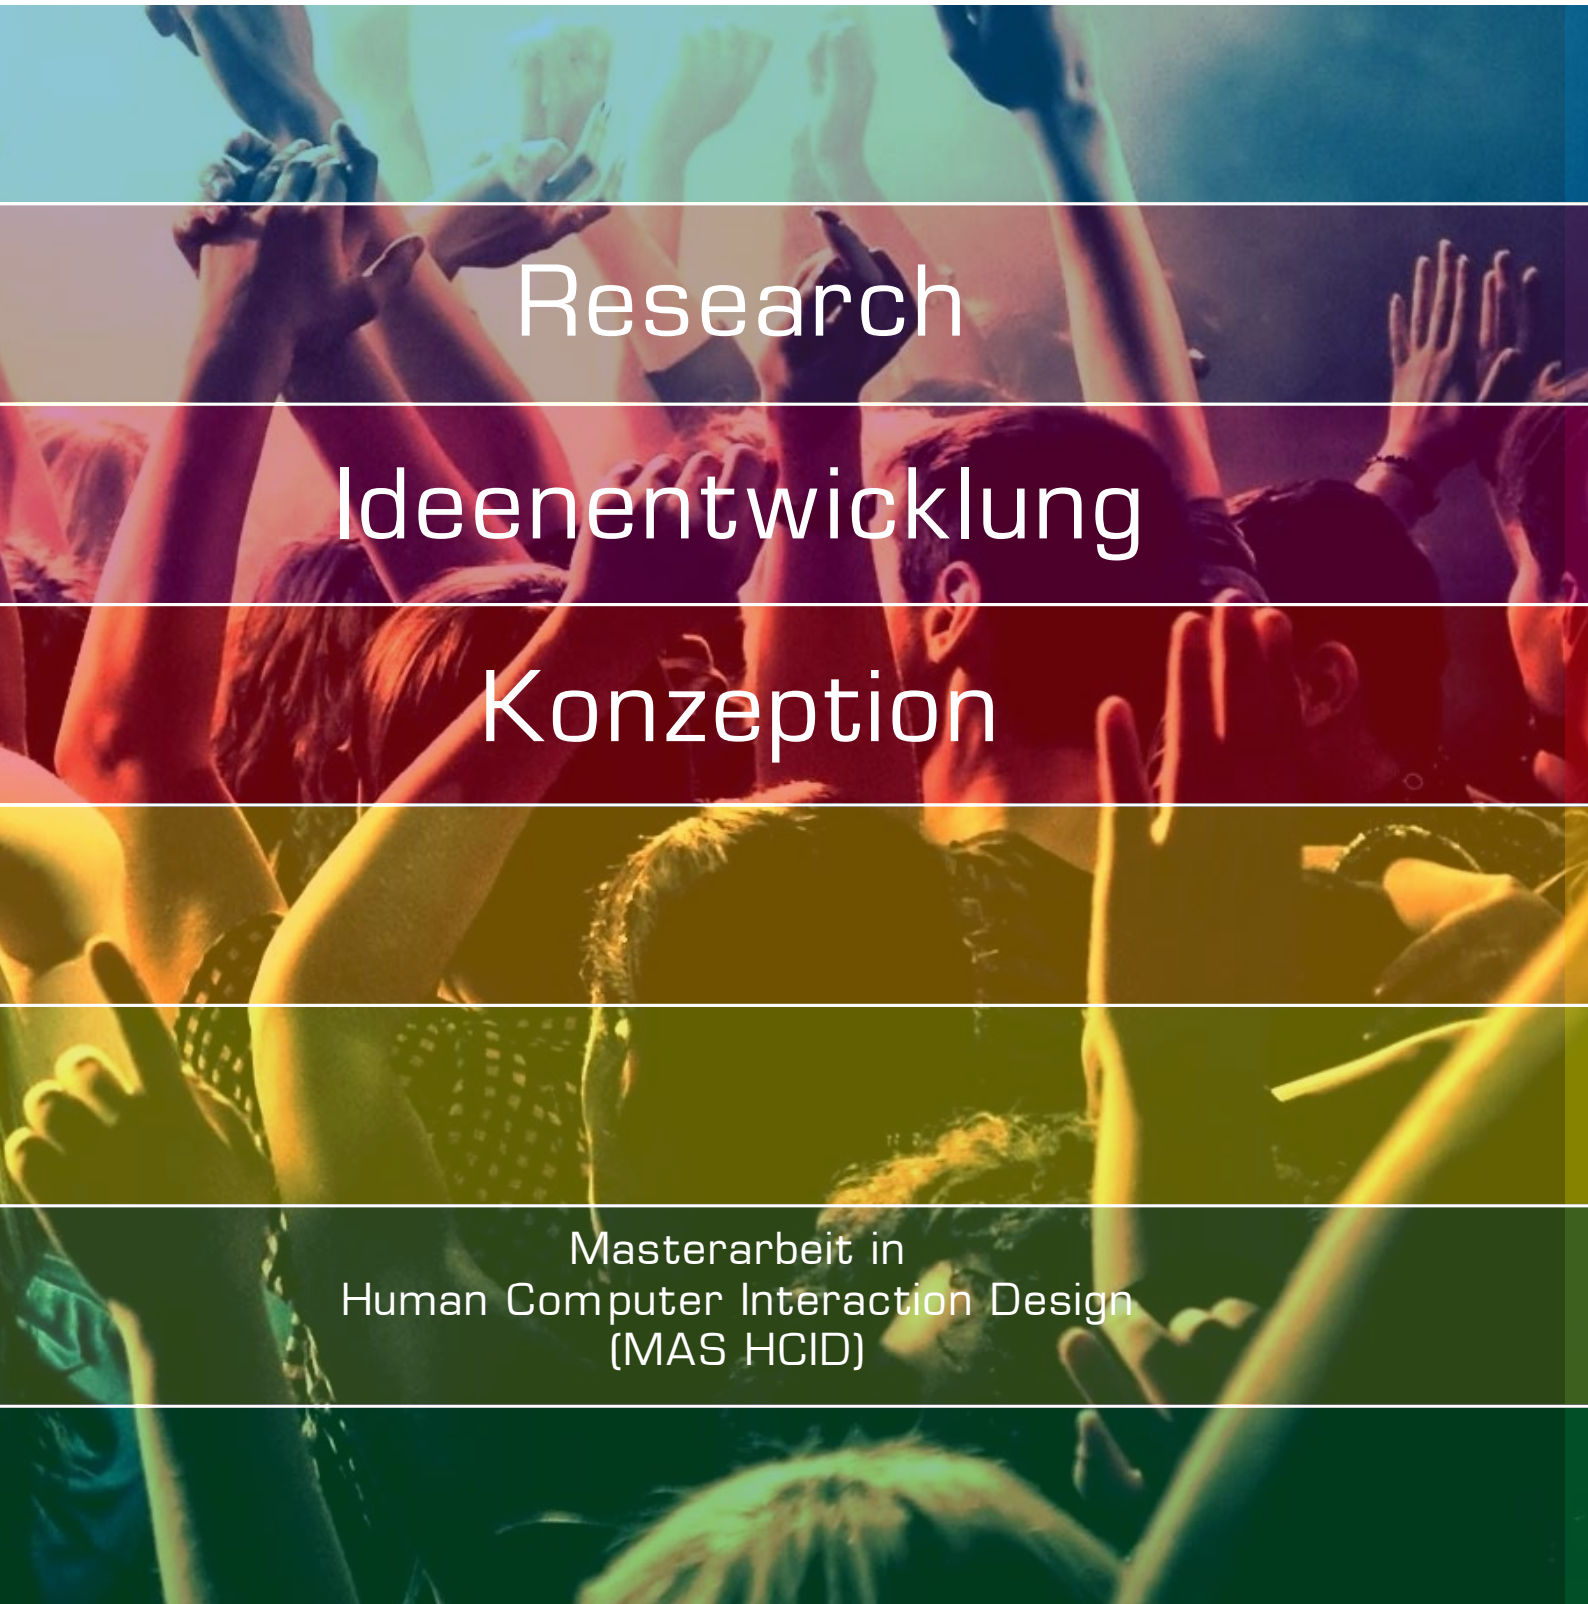 Research
Ideenentwicklung
Konzeption
Masterarbeit in
Human Computer Interaction Design
(MAS HCID)